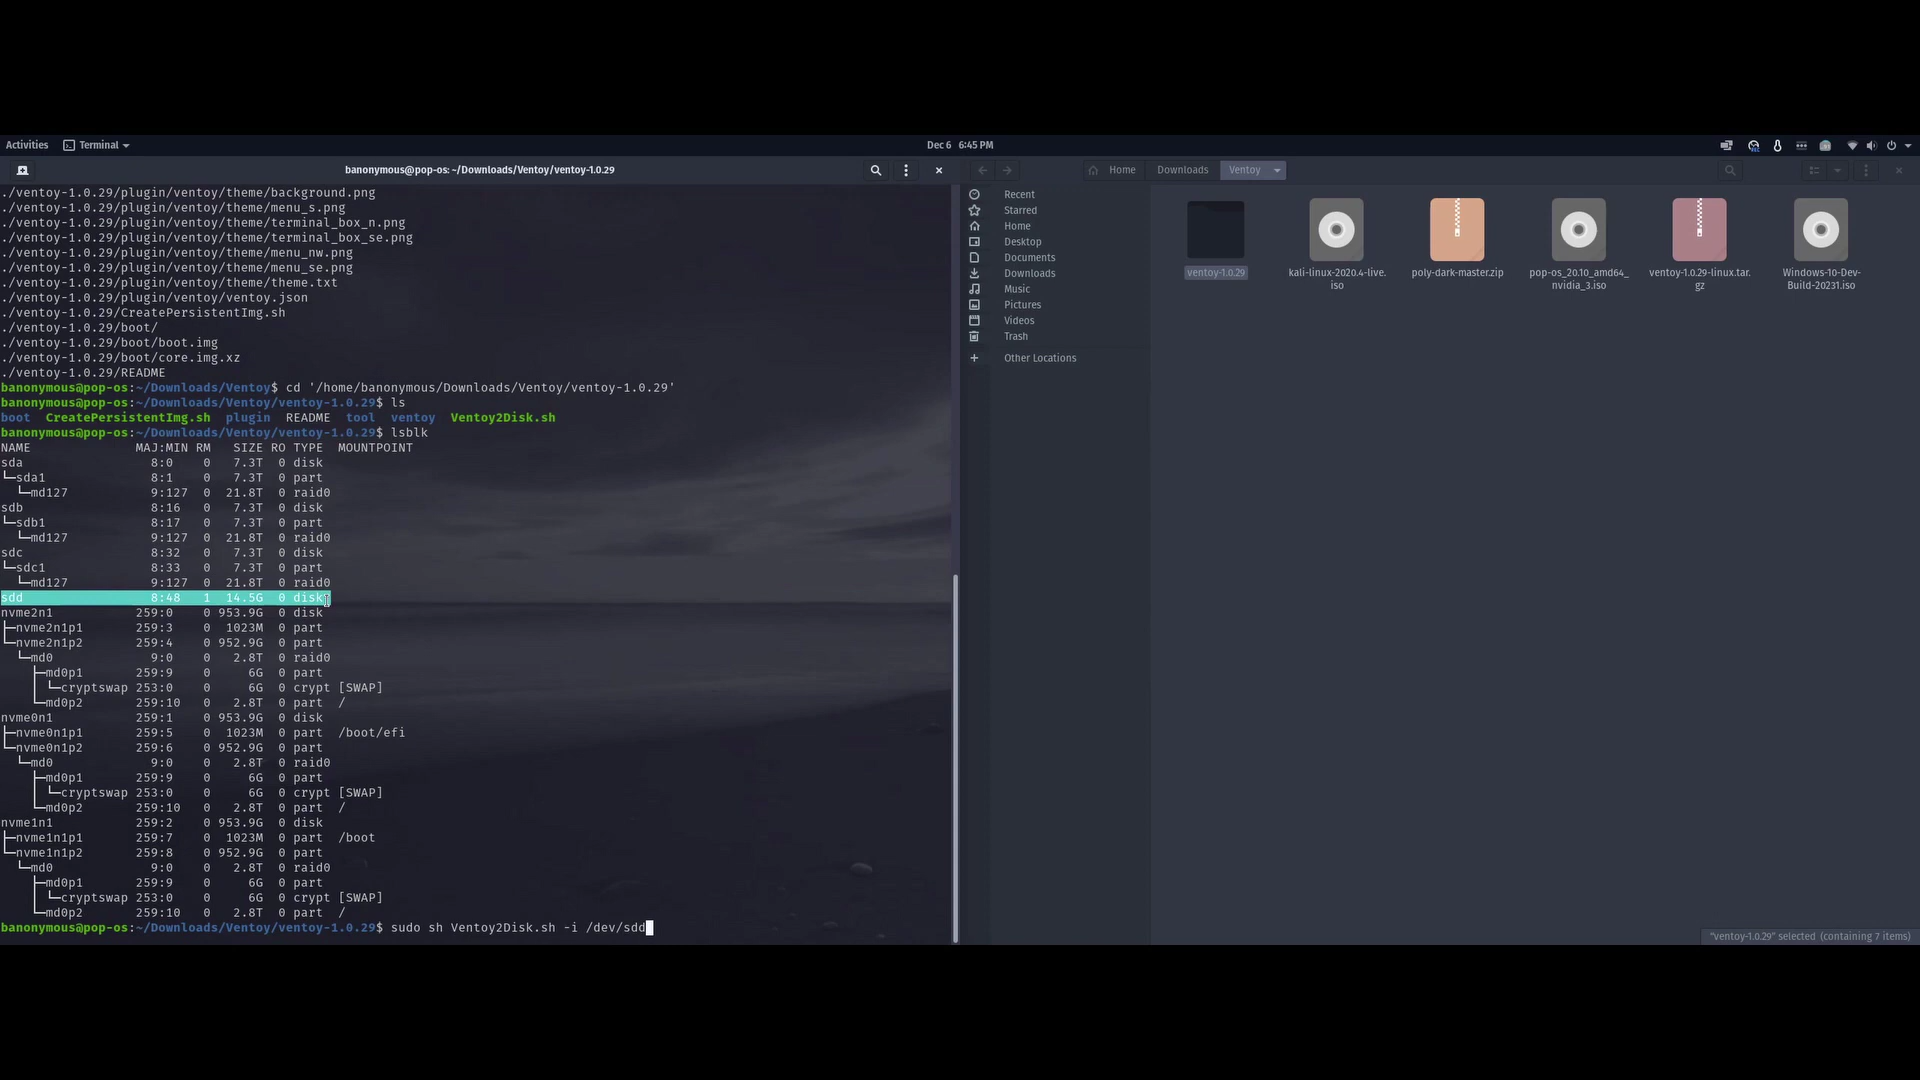 Activities
Terminal
Dec 6 6:45 PM
banonymous@pop-os: ~/Downloads/Ventoy/ventoy-1.0.29
./ventoy-1.0.29/plugin/ventoy/theme/background.png
./ventoy-1.0.29/plugin/ventoy/theme/menu_s.png
./ventoy-1.0.29/plugin/ventoy/theme/terminal_box_n.png
./ventoy-1.0.29/plugin/ventoy/theme/terminal_box_se.png
./ventoy-1.0.29/plugin/ventoy/theme/menu_nw.png
./ventoy-1.0.29/plugin/ventoy/theme/menu_se.png
./ventoy-1.0.29/plugin/ventoy/theme/theme.txt
./ventoy-1.0.29/plugin/ventoy/ventoy.json
./ventoy-1.0.29/CreatePersistentImg.sh
./ventoy-1.0.29/boot/
./ventoy-1.0.29/boot/boot.img
./ventoy-1.0.29/boot/core.img.xz
./ventoy-1.0.29/README
banonymous@pop-os:~/Downloads/Ventoy$ cd '/home/banonymous/Downloads/Ventoy/ventoy-1.0.29'
banonymous@pop-os:~/Downloads/Ventoy/ventoy-1.0.29$ ls
boot CreatePersistentImg.sh plugin README tool ventoy Ventoy2Disk.sh
banonymous@pop-os:~/Downloads/Ventoy/ventoy-1.0.29$ lsblk
NAME MAJ:MIN RM SIZE RO TYPE MOUNTPOINT
sda 8:0 0 7.3T 0 disk
└─sda1 8:1 0 7.3T 0 part
└─md127 9:127 0 21.8T 0 raid0
sdb 8:16 0 7.3T 0 disk
└─sdb1 8:17 0 7.3T 0 part
└─md127 9:127 0 21.8T 0 raid0
sdc 8:32 0 7.3T 0 disk
└─sdc1 8:33 0 7.3T 0 part
└─md127 9:127 0 21.8T 0 raid0
sdd 8:48 1 14.5G 0 disk
nvme2n1 259:0 0 953.9G 0 disk
├─nvme2n1p1 259:3 0 1023M 0 part
└─nvme2n1p2 259:4 0 952.9G 0 part
└─md0 9:0 0 2.8T 0 raid0
├─md0p1 259:9 0 6G 0 part
│ └─cryptswap 253:0 0 6G 0 crypt [SWAP]
└─md0p2 259:10 0 2.8T 0 part /
nvme0n1 259:1 0 953.9G 0 disk
├─nvme0n1p1 259:5 0 1023M 0 part /boot/efi
└─nvme0n1p2 259:6 0 952.9G 0 part
└─md0 9:0 0 2.8T 0 raid0
├─md0p1 259:9 0 6G 0 part
│ └─cryptswap 253:0 0 6G 0 crypt [SWAP]
└─md0p2 259:10 0 2.8T 0 part /
nvme1n1 259:2 0 953.9G 0 disk
├─nvme1n1p1 259:7 0 1023M 0 part /boot
└─nvme1n1p2 259:8 0 952.9G 0 part
└─md0 9:0 0 2.8T 0 raid0
├─md0p1 259:9 0 6G 0 part
│ └─cryptswap 253:0 0 6G 0 crypt [SWAP]
└─md0p2 259:10 0 2.8T 0 part /
banonymous@pop-os:~/Downloads/Ventoy/ventoy-1.0.29$ sudo sh Ventoy2Disk.sh -i /dev/sdd
Home
Downloads
Ventoy
Recent
Starred
Home
Desktop
Documents
Downloads
Music
Pictures
Videos
Trash
Other Locations
ventoy-1.0.29
kali-linux-2020.4-live.
iso
poly-dark-master.zip
pop-os_20.10_amd64_
nvidia_3.iso
ventoy-1.0.29-linux.tar.
gz
Windows-10-Dev-
Build-20231.iso
"ventoy-1.0.29" selected (containing 7 items)